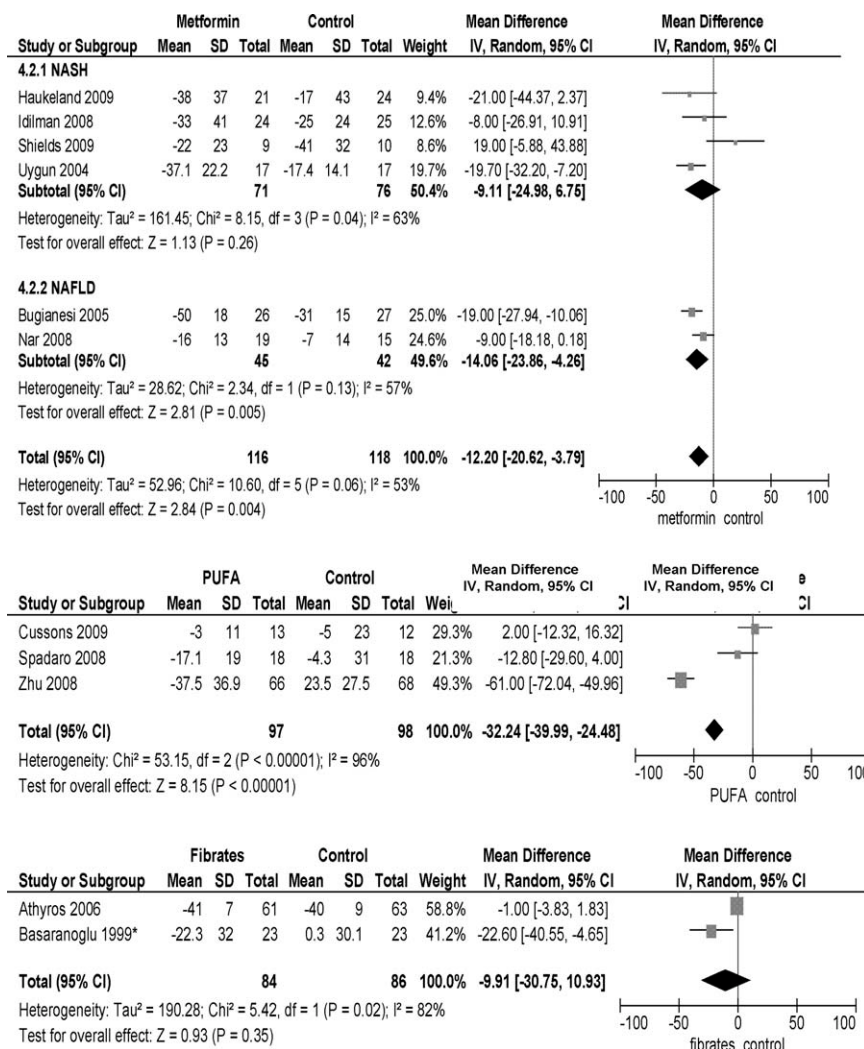 Metformin Control Mean Difference Mean Difference
Study or Subgroup Mean SD Total Mean SD Total Weight IV, Random, 95% CI IV, Random, 95% CI
4.2.1 NASH
Haukeland 2009 -38 37 21 -17 43 24 9.4% -21.00 [-44.37, 2.37]
Idilman 2008 -33 41 24 -25 24 25 12.6% -8.00 [-26.91, 10.91]
Shields 2009 -22 23 9 -41 32 10 8.6% 19.00 [-5.88, 43.88]
Uygun 2004 -37.1 22.2 17 -17.4 14.1 17 19.7% -19.70 [-32.20, -7.20]
Subtotal (95% CI) 71 76 50.4% -9.11 [-24.98, 6.75]
Heterogeneity: Tau² = 161.45; Chi² = 8.15, df = 3 (P = 0.04); I² = 63%
Test for overall effect: Z = 1.13 (P = 0.26)
4.2.2 NAFLD
Bugianesi 2005 -50 18 26 -31 15 27 25.0% -19.00 [-27.94, -10.06]
Nar 2008 -16 13 19 -7 14 15 24.6% -9.00 [-18.18, 0.18]
Subtotal (95% CI) 45 42 49.6% -14.06 [-23.86, -4.26]
Heterogeneity: Tau² = 28.62; Chi² = 2.34, df = 1 (P = 0.13); I² = 57%
Test for overall effect: Z = 2.81 (P = 0.005)
Total (95% CI) 116 118 100.0% -12.20 [-20.62, -3.79]
Heterogeneity: Tau² = 52.96; Chi² = 10.60, df = 5 (P = 0.06); I² = 53%
Test for overall effect: Z = 2.84 (P = 0.004)
-100 -50 0 50 100
metformin control
PUFA Control Mean Difference Mean Difference
Study or Subgroup Mean SD Total Mean SD Total IV, Random, 95% CI IV, Random, 95% CI
Cussons 2009 -3 11 13 -5 23 12 29.3% 2.00 [-12.32, 16.32]
Spadaro 2008 -17.1 19 18 -4.3 31 18 21.3% -12.80 [-29.60, 4.00]
Zhu 2008 -37.5 36.9 66 23.5 27.5 68 49.3% -61.00 [-72.04, -49.96]
Total (95% CI) 97 98 100.0% -32.24 [-39.99, -24.48]
Heterogeneity: Chi² = 53.15, df = 2 (P < 0.00001); I² = 96%
Test for overall effect: Z = 8.15 (P < 0.00001)
-100 -50 0 50 100
PUFA control
Fibrates Control Mean Difference Mean Difference
Study or Subgroup Mean SD Total Mean SD Total Weight IV, Random, 95% CI IV, Random, 95% CI
Athyros 2006 -41 7 61 -40 9 63 58.8% -1.00 [-3.83, 1.83]
Basaranoglu 1999* -22.3 32 23 0.3 30.1 23 41.2% -22.60 [-40.55, -4.65]
Total (95% CI) 84 86 100.0% -9.91 [-30.75, 10.93]
Heterogeneity: Tau² = 190.28; Chi² = 5.42, df = 1 (P = 0.02); I² = 82%
Test for overall effect: Z = 0.93 (P = 0.35)
-100 -50 0 50 100
fibrates control